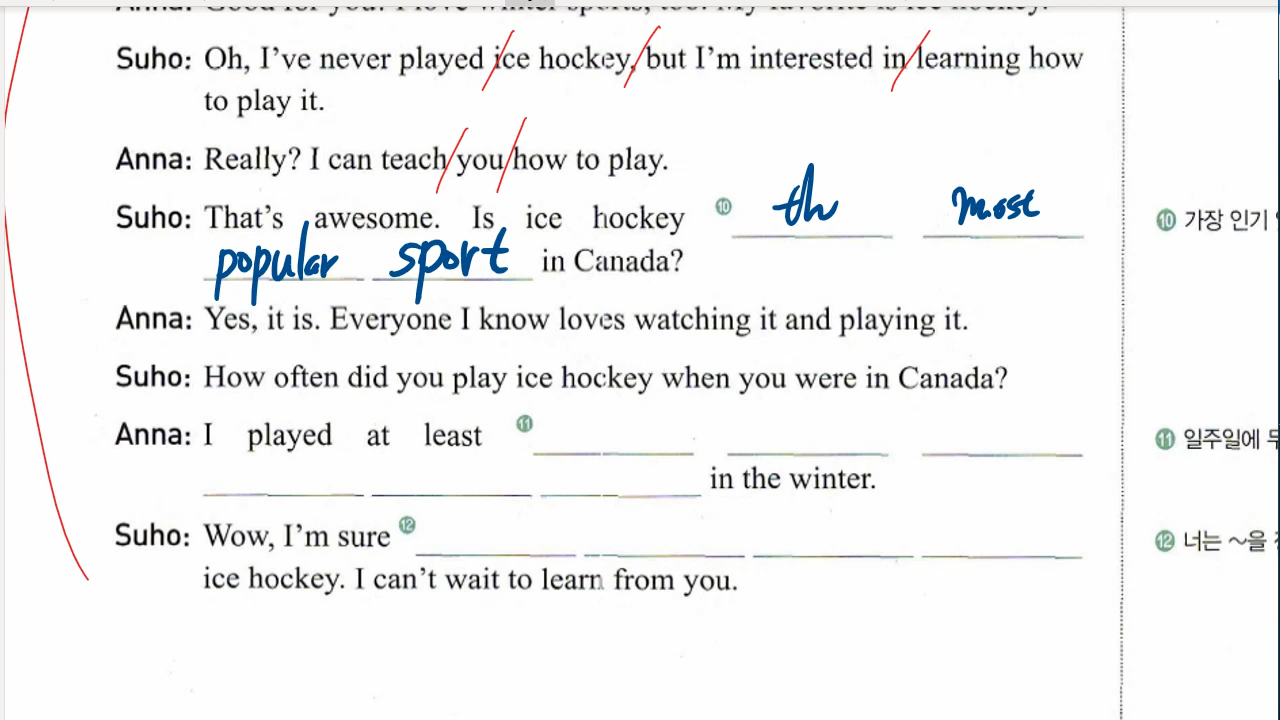 Suho: Oh, I've never played ice hockey, but I'm interested in learning how
to play it.
Anna: Really? I can teach you how to play.
Suho: That's awesome. Is ice hockey ⑩ th most
popular sport in Canada?
⑩ 가장 인기
Anna: Yes, it is. Everyone I know loves watching it and playing it.
Suho: How often did you play ice hockey when you were in Canada?
Anna: I played at least ⑪
⑪ 일주일에
in the winter.
Suho: Wow, I'm sure ⑫
⑫ 너는 ~을
ice hockey. I can't wait to learn from you.